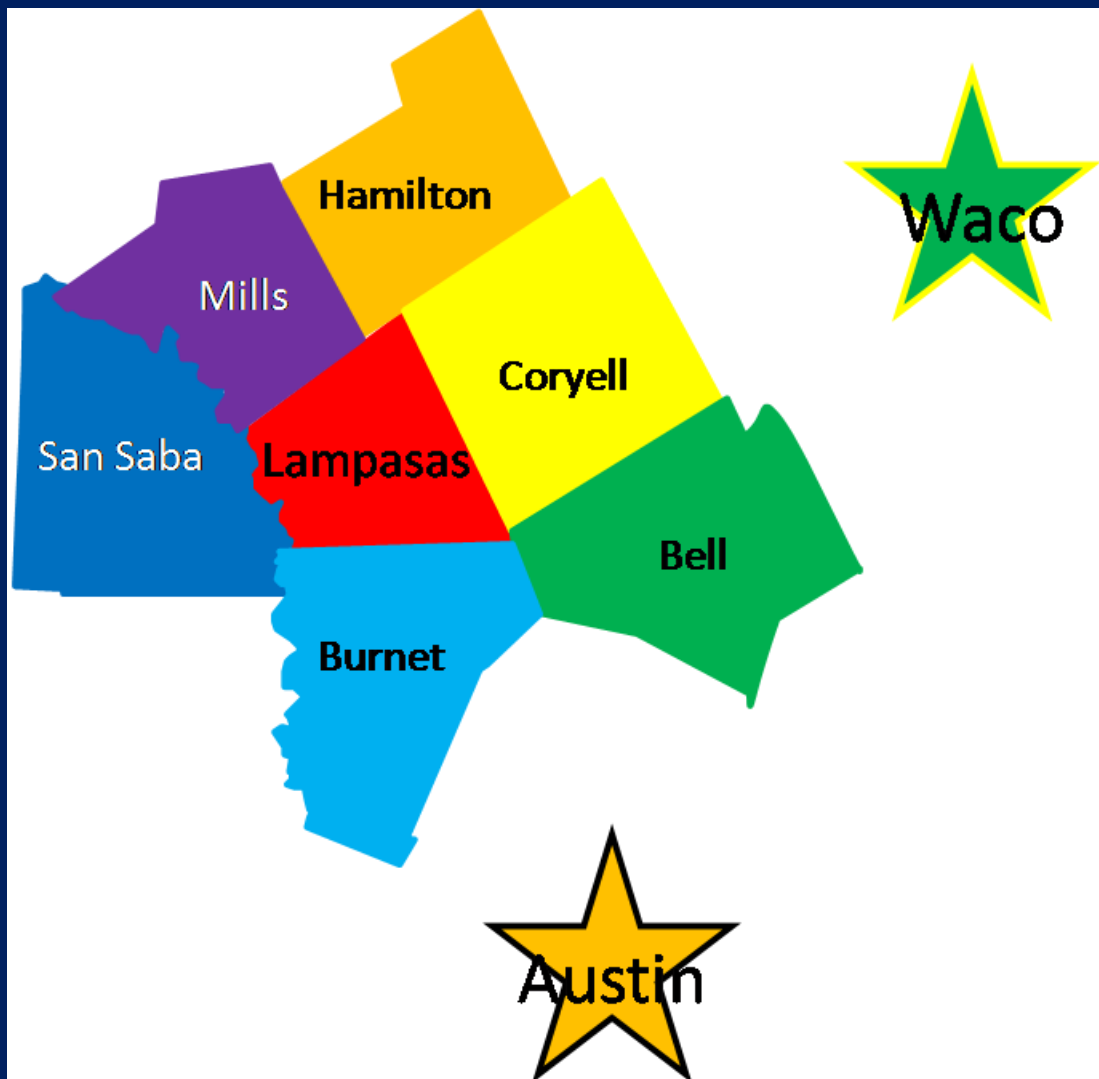 Hamilton
Waco
Mills
Coryell
San Saba
Lampasas
Bell
Burnet
Austin